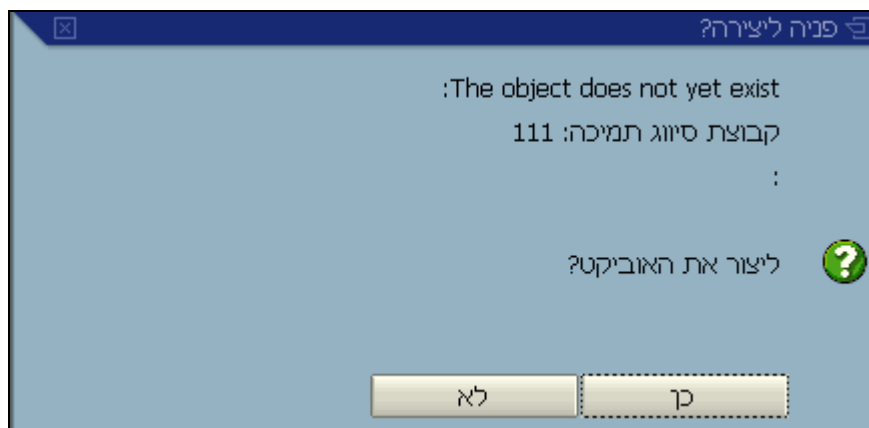 פניה ליצירה?
The object does not yet exist:
קבוצת סיווג תמיכה: 111
:
ליצור את האוביקט?
כן
לא